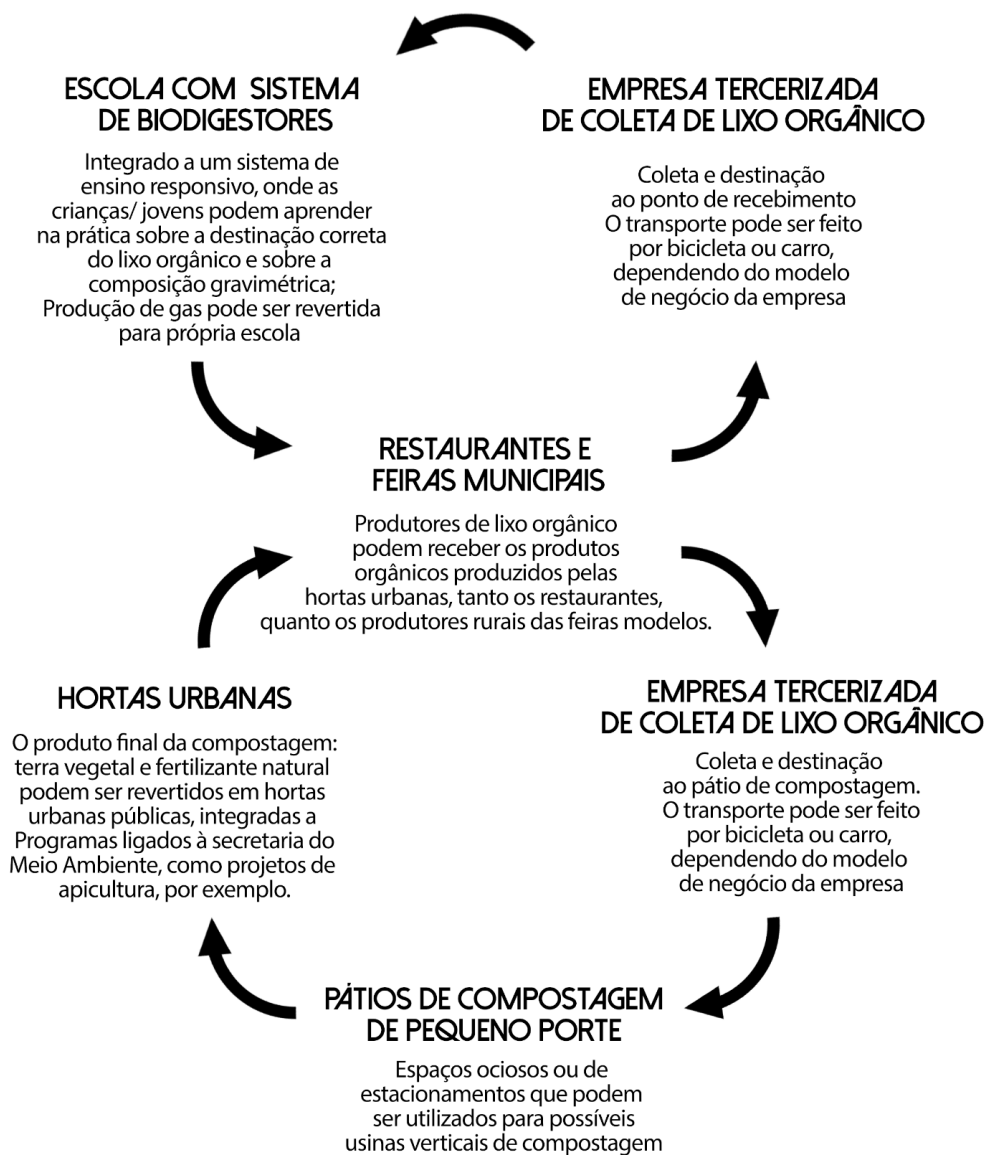 ESCOLA COM SISTEMA
DE BIODIGESTORES
Integrado a um sistema de
ensino responsivo, onde as
crianças/ jovens podem aprender
na prática sobre a destinação correta
do lixo orgânico e sobre a
composição gravimétrica;
Produção de gas pode ser revertida
para própria escola
EMPRESA TERCERIZADA
DE COLETA DE LIXO ORGÂNICO
Coleta e destinação
ao ponto de recebimento
O transporte pode ser feito
por bicicleta ou carro,
dependendo do modelo
de negócio da empresa
RESTAURANTES E
FEIRAS MUNICIPAIS
Produtores de lixo orgânico
podem receber os produtos
orgânicos produzidos pelas
hortas urbanas, tanto os restaurantes,
quanto os produtores rurais das feiras modelos.
HORTAS URBANAS
O produto final da compostagem:
terra vegetal e fertilizante natural
podem ser revertidos em hortas
urbanas públicas, integradas a
Programas ligados à secretaria do
Meio Ambiente, como projetos de
apicultura, por exemplo.
EMPRESA TERCERIZADA
DE COLETA DE LIXO ORGÂNICO
Coleta e destinação
ao pátio de compostagem.
O transporte pode ser feito
por bicicleta ou carro,
dependendo do modelo
de negócio da empresa
PÁTIOS DE COMPOSTAGEM
DE PEQUENO PORTE
Espaços ociosos ou de
estacionamentos que podem
ser utilizados para possíveis
usinas verticais de compostagem